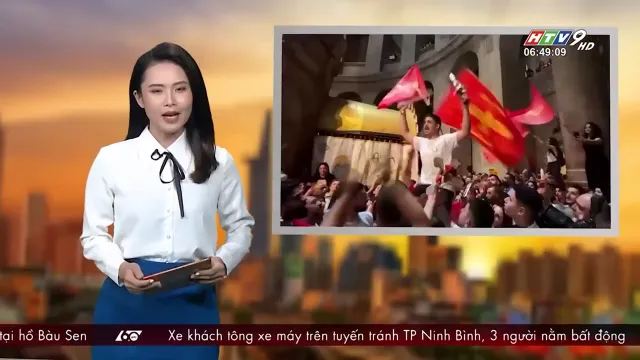 HTV9 HD
06:49:09
tại hồ Bàu Sen 60 Xe khách tông xe máy trên tuyến tránh TP Ninh Bình, 3 người nằm bất động